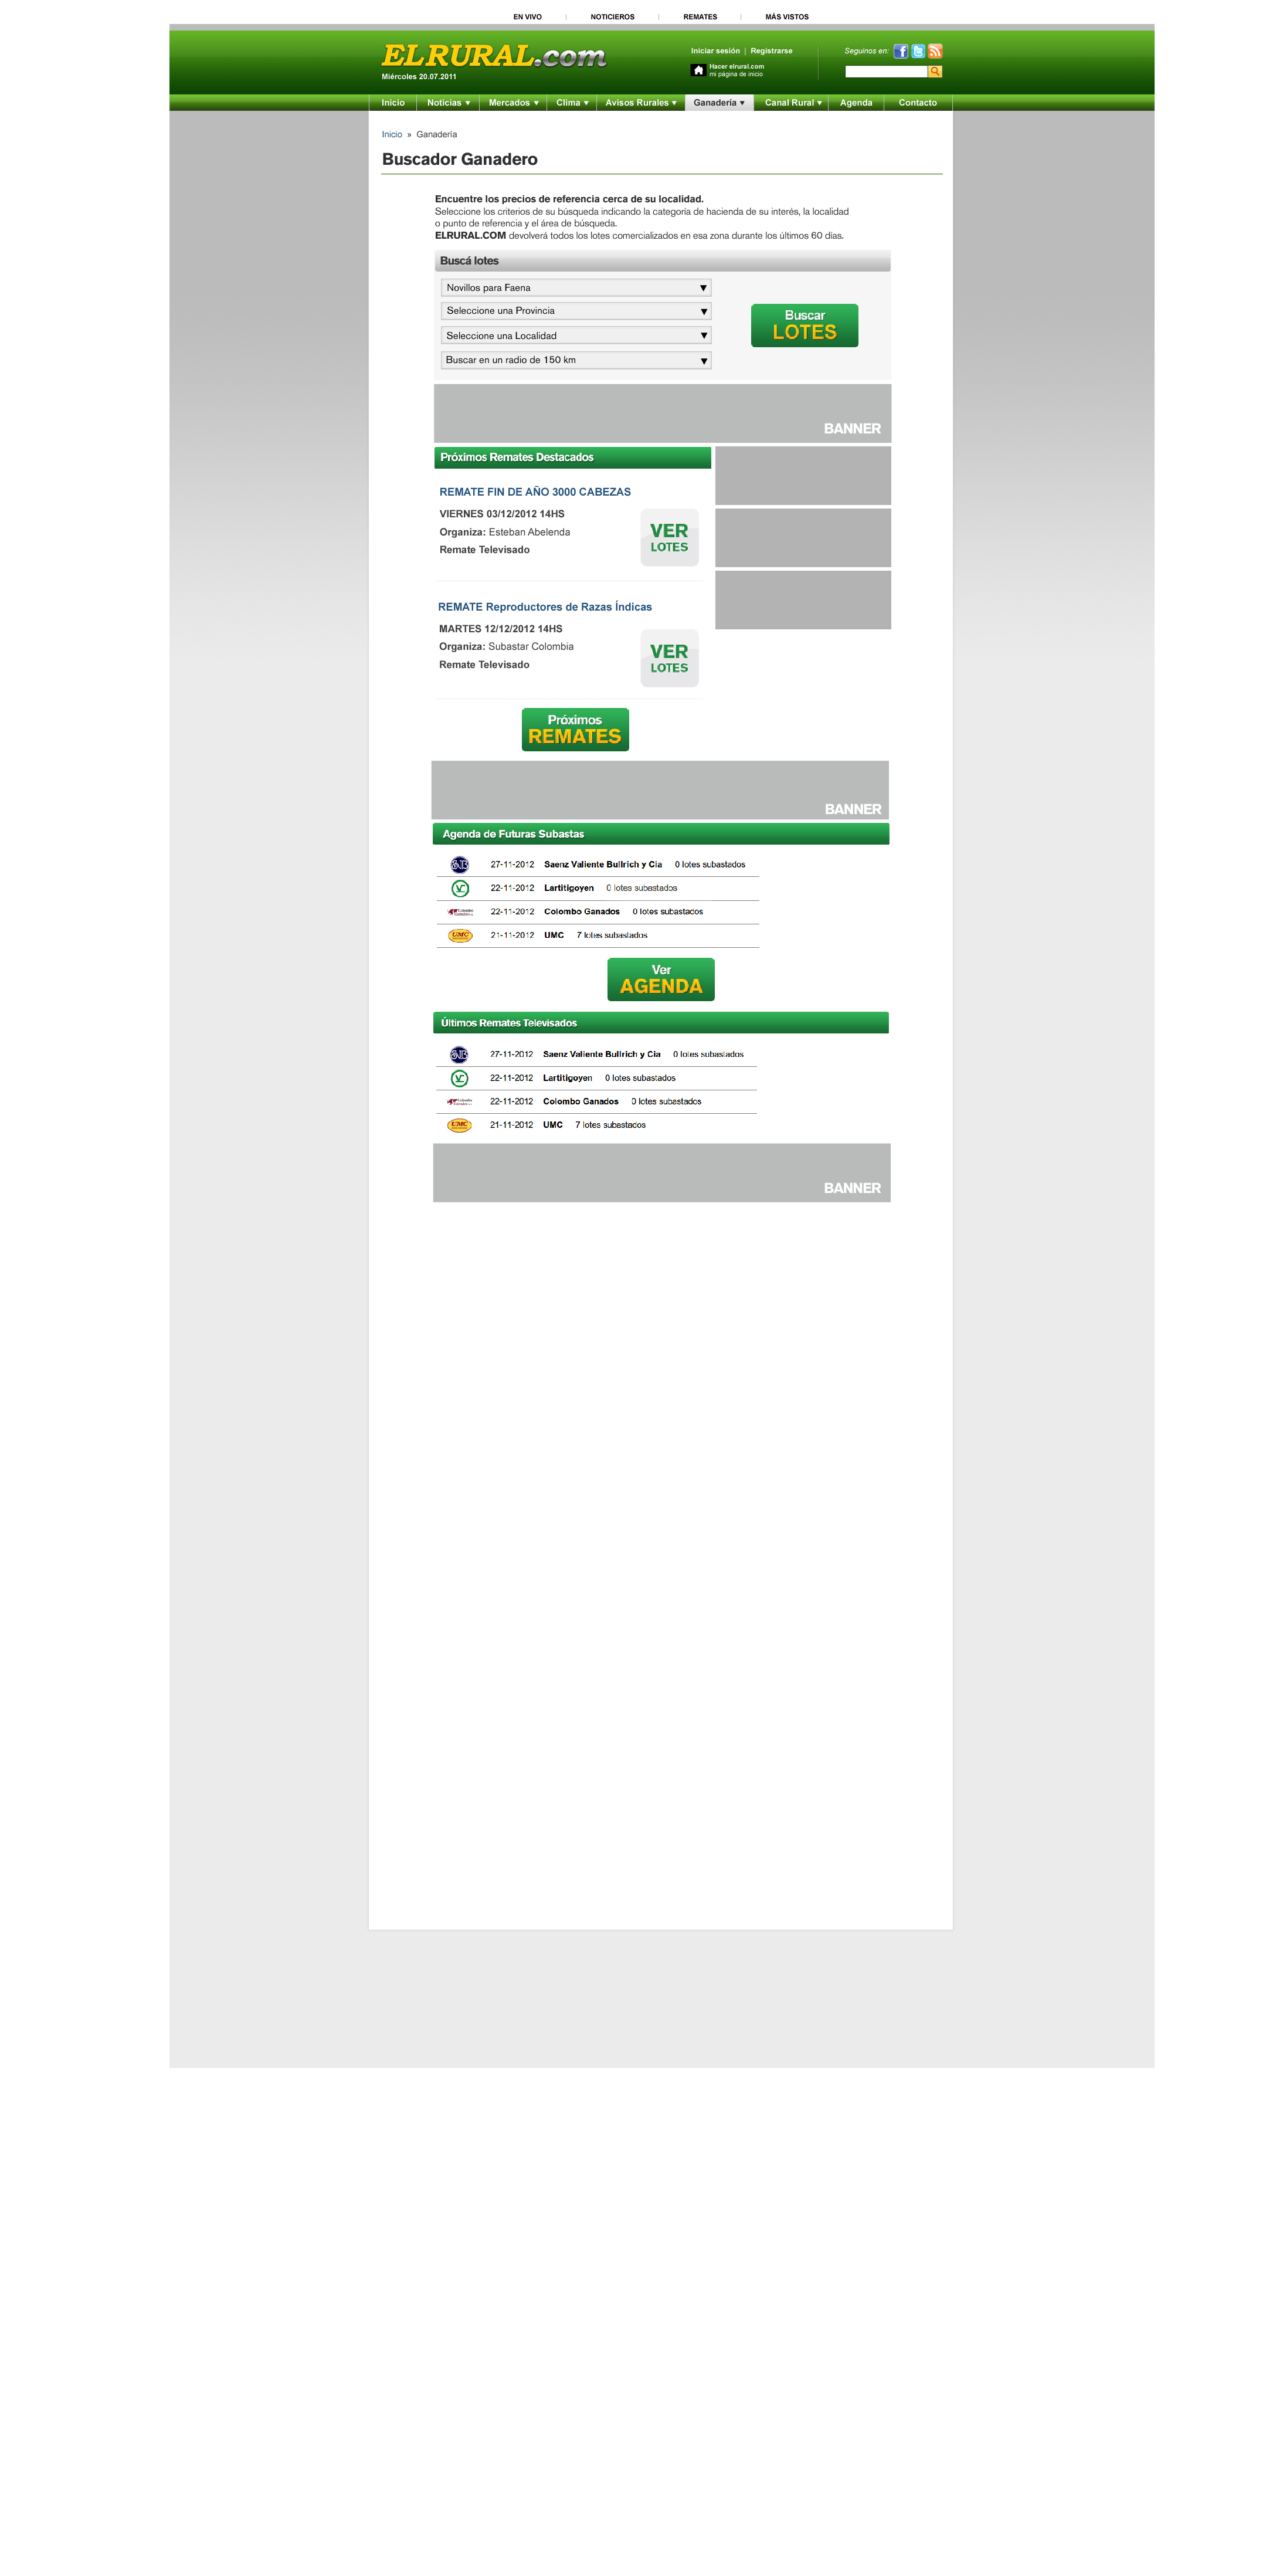 EN VIVO | NOTICIEROS | REMATES | MÁS VISTOS
ELRURAL.com
Miércoles 20.07.2011
Iniciar sesión | Registrarse
Hacer elrural.com
mi página de inicio
Seguinos en:
Inicio Noticias ▼ Mercados ▼ Clima ▼ Avisos Rurales ▼ Ganadería ▼ Canal Rural ▼ Agenda Contacto
Inicio » Ganadería
Buscador Ganadero
Encuentre los precios de referencia cerca de su localidad.
Seleccione los criterios de su búsqueda indicando la categoría de hacienda de su interés, la localidad
o punto de referencia y el área de búsqueda.
ELRURAL.COM devolverá todos los lotes comercializados en esa zona durante los últimos 60 días.
Buscá lotes
Novillos para Faena ▼
Seleccione una Provincia ▼
Seleccione una Localidad ▼
Buscar en un radio de 150 km ▼
Buscar
LOTES
BANNER
Próximos Remates Destacados
REMATE FIN DE AÑO 3000 CABEZAS
VIERNES 03/12/2012 14HS
Organiza: Esteban Abelenda
Remate Televisado
VER
LOTES
REMATE Reproductores de Razas Índicas
MARTES 12/12/2012 14HS
Organiza: Subastar Colombia
Remate Televisado
VER
LOTES
Próximos
REMATES
BANNER
Agenda de Futuras Subastas
27-11-2012 Saenz Valiente Bullrich y Cia 0 lotes subastados
22-11-2012 Lartitigoyen 0 lotes subastados
22-11-2012 Colombo Ganados 0 lotes subastados
UMC 21-11-2012 UMC 7 lotes subastados
Ver
AGENDA
Últimos Remates Televisados
27-11-2012 Saenz Valiente Bullrich y Cia 0 lotes subastados
22-11-2012 Lartitigoyen 0 lotes subastados
22-11-2012 Colombo Ganados 0 lotes subastados
UMC 21-11-2012 UMC 7 lotes subastados
BANNER